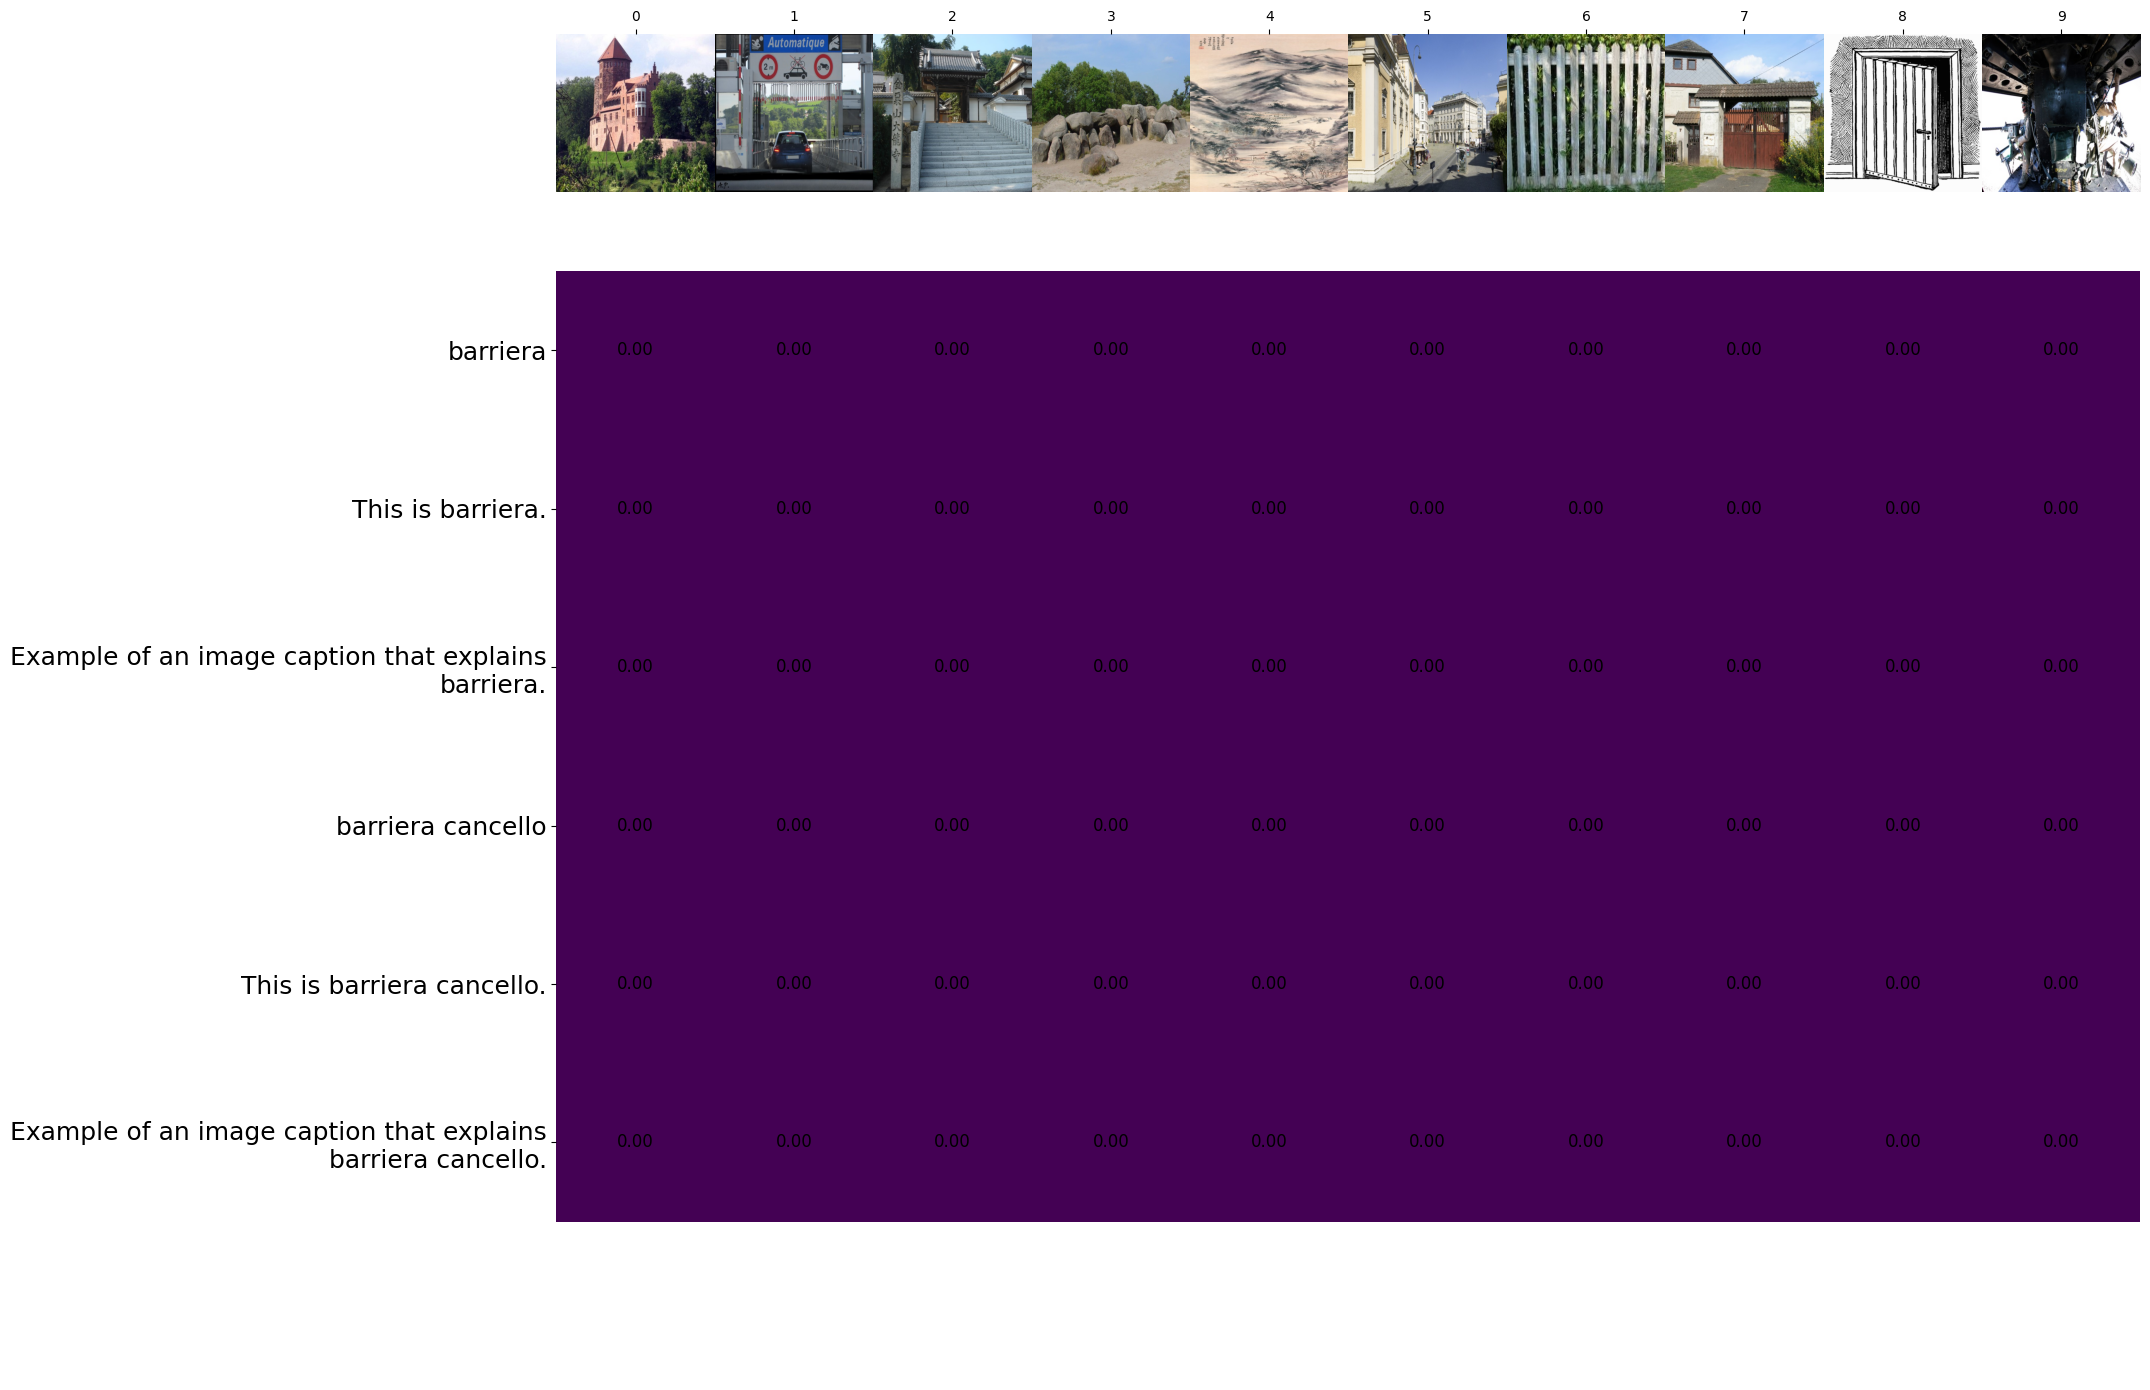 0 1 2 3 4 5 6 7 8 9
Automatique
barriera 0.00 0.00 0.00 0.00 0.00 0.00 0.00 0.00 0.00 0.00
This is barriera. 0.00 0.00 0.00 0.00 0.00 0.00 0.00 0.00 0.00 0.00
Example of an image caption that explains
barriera. 0.00 0.00 0.00 0.00 0.00 0.00 0.00 0.00 0.00 0.00
barriera cancello 0.00 0.00 0.00 0.00 0.00 0.00 0.00 0.00 0.00 0.00
This is barriera cancello. 0.00 0.00 0.00 0.00 0.00 0.00 0.00 0.00 0.00 0.00
Example of an image caption that explains
barriera cancello. 0.00 0.00 0.00 0.00 0.00 0.00 0.00 0.00 0.00 0.00